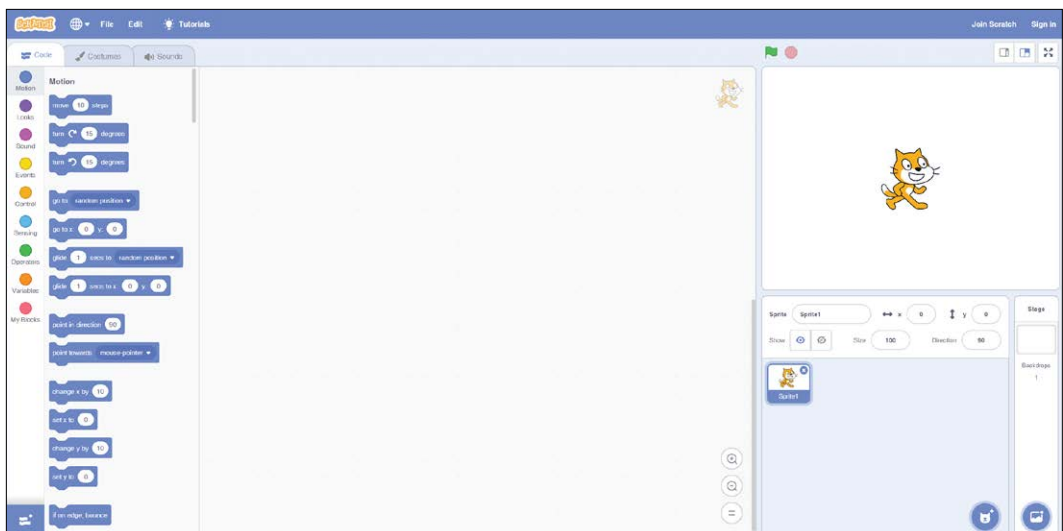 SCRATCH File Edit Tutorials Join Scratch Sign in
Code Costumes Sounds
Motion
Looks
Sound
Events
Control
Sensing
Operators
Variables
My Blocks
Motion
move 10 steps
turn 15 degrees
turn 15 degrees
go to random position
go to x: 0 y: 0
glide 1 secs to random position
glide 1 secs to x: 0 y: 0
point in direction 90
point towards mouse-pointer
change x by 10
set x to 0
change y by 10
set y to 0
if on edge, bounce
Sprite Sprite1 x 0 y 0
Show Size 100 Direction 90
Sprite1
Stage
Backdrops
1